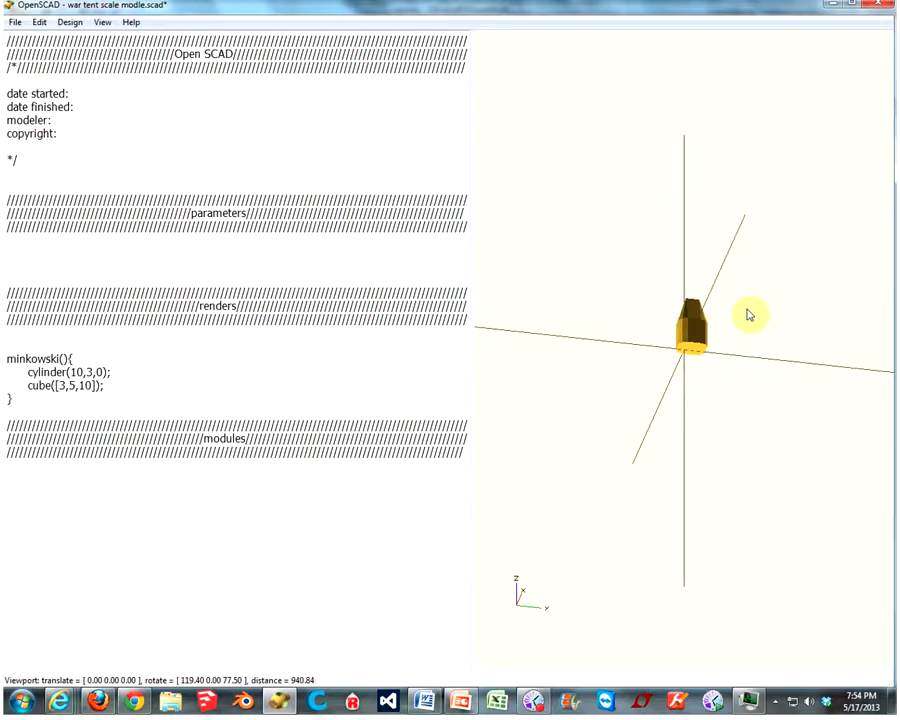 OpenSCAD - war tent scale modle.scad*
File Edit Design View Help
////////////////////////////////////////////////////////////////////////////////////////////////////////////////
/////////////////////////////////////////Open SCAD/////////////////////////////////////////////////////////
/*/////////////////////////////////////////////////////////////////////////////////////////////////////////////
date started:
date finished:
modeler:
copyright:
*/
////////////////////////////////////////////////////////////////////////////////////////////////////////////////
/////////////////////////////////////////////parameters/////////////////////////////////////////////////////
////////////////////////////////////////////////////////////////////////////////////////////////////////////////
////////////////////////////////////////////////////////////////////////////////////////////////////////////////
///////////////////////////////////////////////renders////////////////////////////////////////////////////////
////////////////////////////////////////////////////////////////////////////////////////////////////////////////
minkowski(){
cylinder(10,3,0);
cube([3,5,10]);
}
////////////////////////////////////////////////////////////////////////////////////////////////////////////////
////////////////////////////////////////////////modules//////////////////////////////////////////////////////
///////////////////////////////////////////////////////////////////////////////////////////////////////////////
z
x
y
Viewport: translate = [ 0.00 0.00 0.00 ], rotate = [ 119.40 0.00 77.50 ], distance = 940.84
7:54 PM
5/17/2013